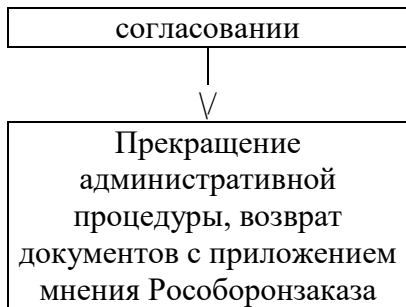 согласовании
Прекращение
административной
процедуры, возврат
документов с приложением
мнения Рособоронзаказа